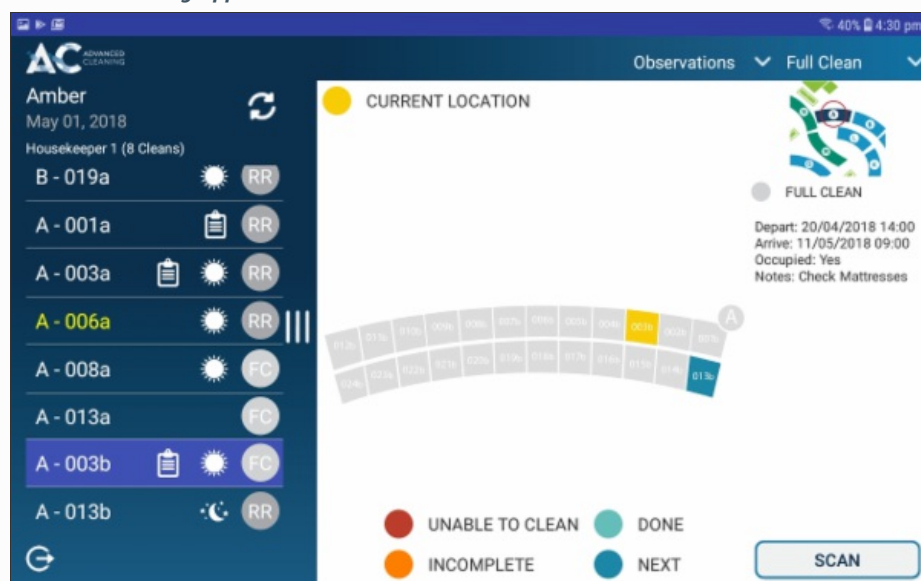 40% 4:30 pm
AC ADVANCED CLEANING
Observations Full Clean
Amber
May 01, 2018
Housekeeper 1 (8 Cleans)
B - 019a RR
A - 001a RR
A - 003a RR
A - 006a RR
A - 008a FC
A - 013a FC
A - 003b FC
A - 013b RR
CURRENT LOCATION
FULL CLEAN
Depart: 20/04/2018 14:00
Arrive: 11/05/2018 09:00
Occupied: Yes
Notes: Check Mattresses
A
003b
013b
UNABLE TO CLEAN DONE
INCOMPLETE NEXT
SCAN